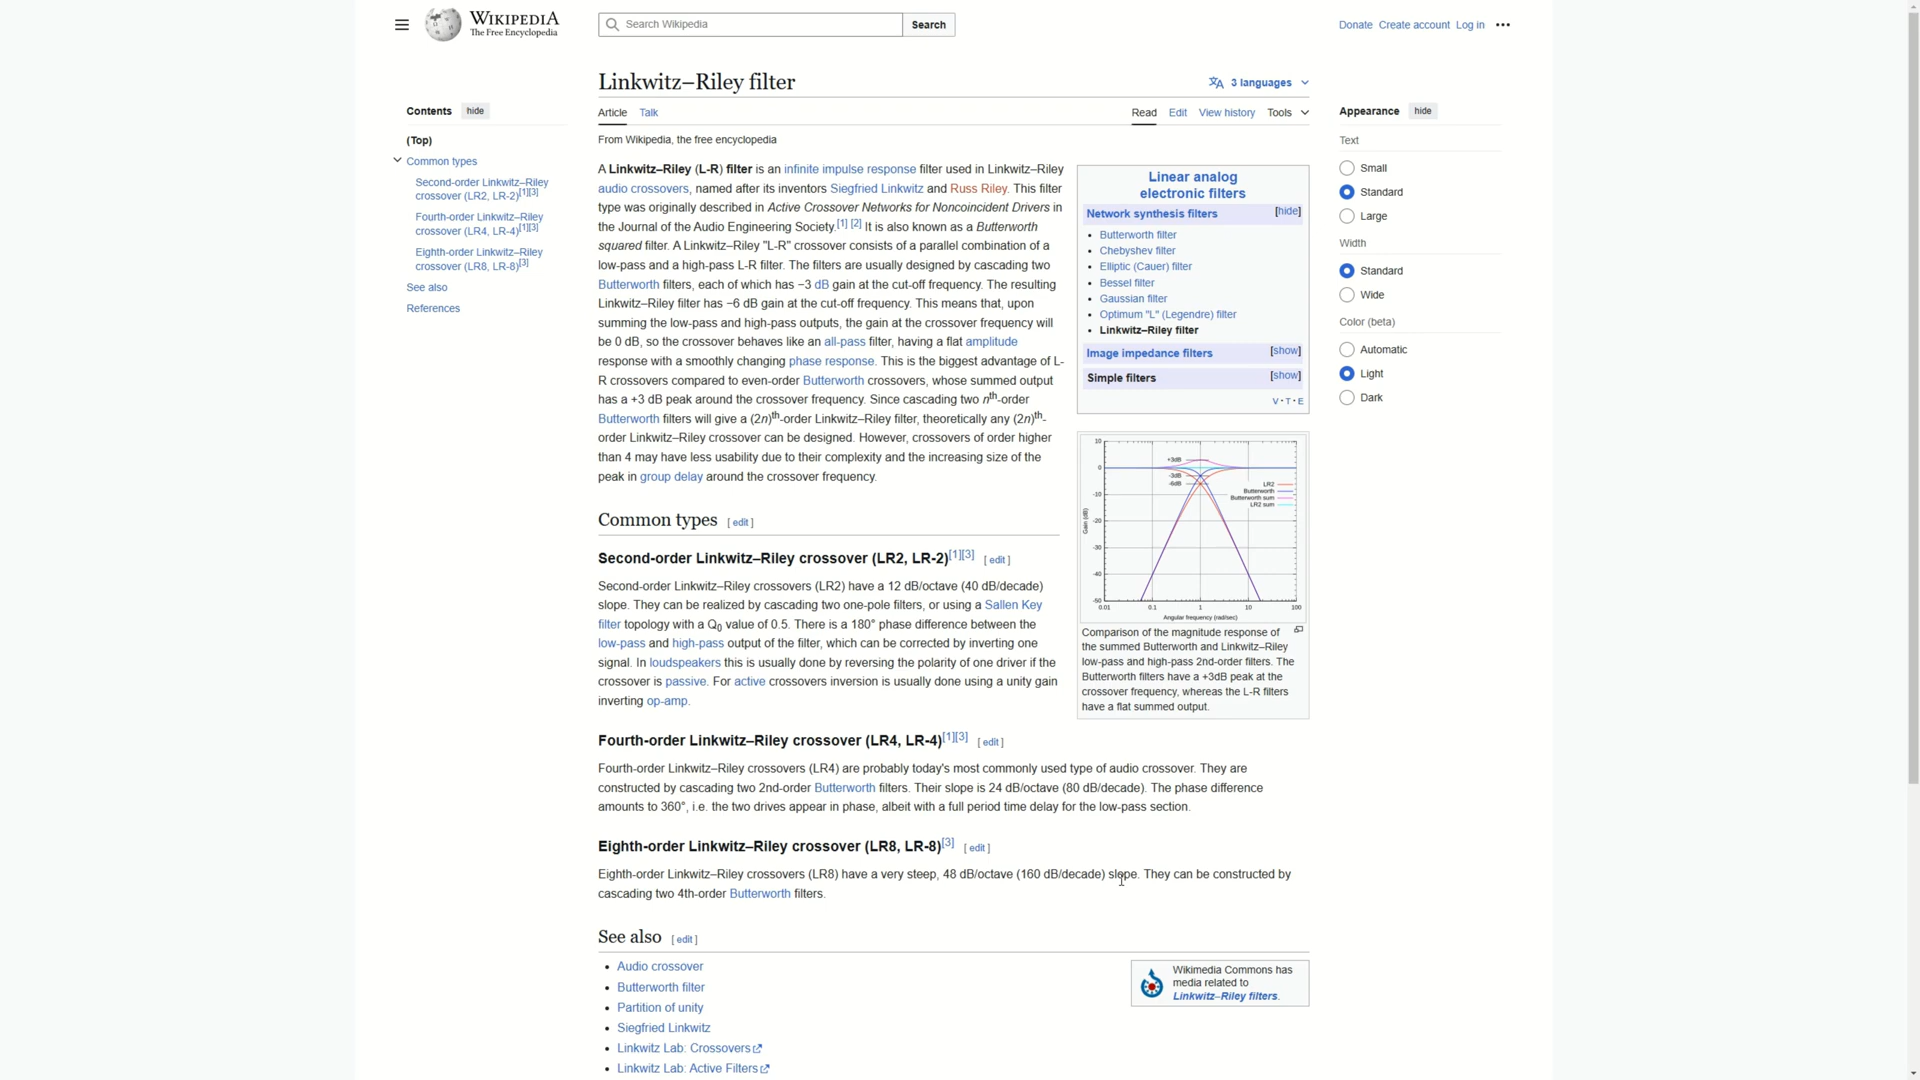 WIKIPEDIA
The Free Encyclopedia
Search Wikipedia
Search
Donate Create account Log in
Contents hide
(Top)
Common types
Second-order Linkwitz–Riley
crossover (LR2, LR-2)[1][3]
Fourth-order Linkwitz–Riley
crossover (LR4, LR-4)[1][3]
Eighth-order Linkwitz–Riley
crossover (LR8, LR-8)[3]
See also
References
Linkwitz–Riley filter
3 languages
Article Talk
Read Edit View history Tools
From Wikipedia, the free encyclopedia
A Linkwitz–Riley (L-R) filter is an infinite impulse response filter used in Linkwitz–Riley
audio crossovers, named after its inventors Siegfried Linkwitz and Russ Riley. This filter
type was originally described in Active Crossover Networks for Noncoincident Drivers in
the Journal of the Audio Engineering Society.[1] [2] It is also known as a Butterworth
squared filter. A Linkwitz–Riley "L-R" crossover consists of a parallel combination of a
low-pass and a high-pass L-R filter. The filters are usually designed by cascading two
Butterworth filters, each of which has −3 dB gain at the cut-off frequency. The resulting
Linkwitz–Riley filter has −6 dB gain at the cut-off frequency. This means that, upon
summing the low-pass and high-pass outputs, the gain at the crossover frequency will
be 0 dB, so the crossover behaves like an all-pass filter, having a flat amplitude
response with a smoothly changing phase response. This is the biggest advantage of L-
R crossovers compared to even-order Butterworth crossovers, whose summed output
has a +3 dB peak around the crossover frequency. Since cascading two nth-order
Butterworth filters will give a (2n)th-order Linkwitz–Riley filter, theoretically any (2n)th-
order Linkwitz–Riley crossover can be designed. However, crossovers of order higher
than 4 may have less usability due to their complexity and the increasing size of the
peak in group delay around the crossover frequency.
Linear analog
electronic filters
Network synthesis filters [hide]
Butterworth filter
Chebyshev filter
Elliptic (Cauer) filter
Bessel filter
Gaussian filter
Optimum "L" (Legendre) filter
Linkwitz–Riley filter
Image impedance filters [show]
Simple filters [show]
V · T · E
Common types [ edit ]
Second-order Linkwitz–Riley crossover (LR2, LR-2)[1][3] [ edit ]
Second-order Linkwitz–Riley crossovers (LR2) have a 12 dB/octave (40 dB/decade)
slope. They can be realized by cascading two one-pole filters, or using a Sallen Key
filter topology with a Q0 value of 0.5. There is a 180° phase difference between the
low-pass and high-pass output of the filter, which can be corrected by inverting one
signal. In loudspeakers this is usually done by reversing the polarity of one driver if the
crossover is passive. For active crossovers inversion is usually done using a unity gain
inverting op-amp.
10
0
-10
-20
-30
-40
-50
Gain (dB)
+3dB
-3dB
-6dB
LR2
Butterworth
Butterworth sum
LR2 sum
0.01 0.1 1 10 100
Angular frequency (rad/sec)
Comparison of the magnitude response of
the summed Butterworth and Linkwitz–Riley
low-pass and high-pass 2nd-order filters. The
Butterworth filters have a +3dB peak at the
crossover frequency, whereas the L-R filters
have a flat summed output.
Fourth-order Linkwitz–Riley crossover (LR4, LR-4)[1][3] [ edit ]
Fourth-order Linkwitz–Riley crossovers (LR4) are probably today's most commonly used type of audio crossover. They are
constructed by cascading two 2nd-order Butterworth filters. Their slope is 24 dB/octave (80 dB/decade). The phase difference
amounts to 360°, i.e. the two drives appear in phase, albeit with a full period time delay for the low-pass section.
Eighth-order Linkwitz–Riley crossover (LR8, LR-8)[3] [ edit ]
Eighth-order Linkwitz–Riley crossovers (LR8) have a very steep, 48 dB/octave (160 dB/decade) slope. They can be constructed by
cascading two 4th-order Butterworth filters.
See also [ edit ]
Audio crossover
Butterworth filter
Partition of unity
Siegfried Linkwitz
Linkwitz Lab: Crossovers
Linkwitz Lab: Active Filters
Wikimedia Commons has
media related to
Linkwitz–Riley filters.
Appearance hide
Text
Small
Standard
Large
Width
Standard
Wide
Color (beta)
Automatic
Light
Dark